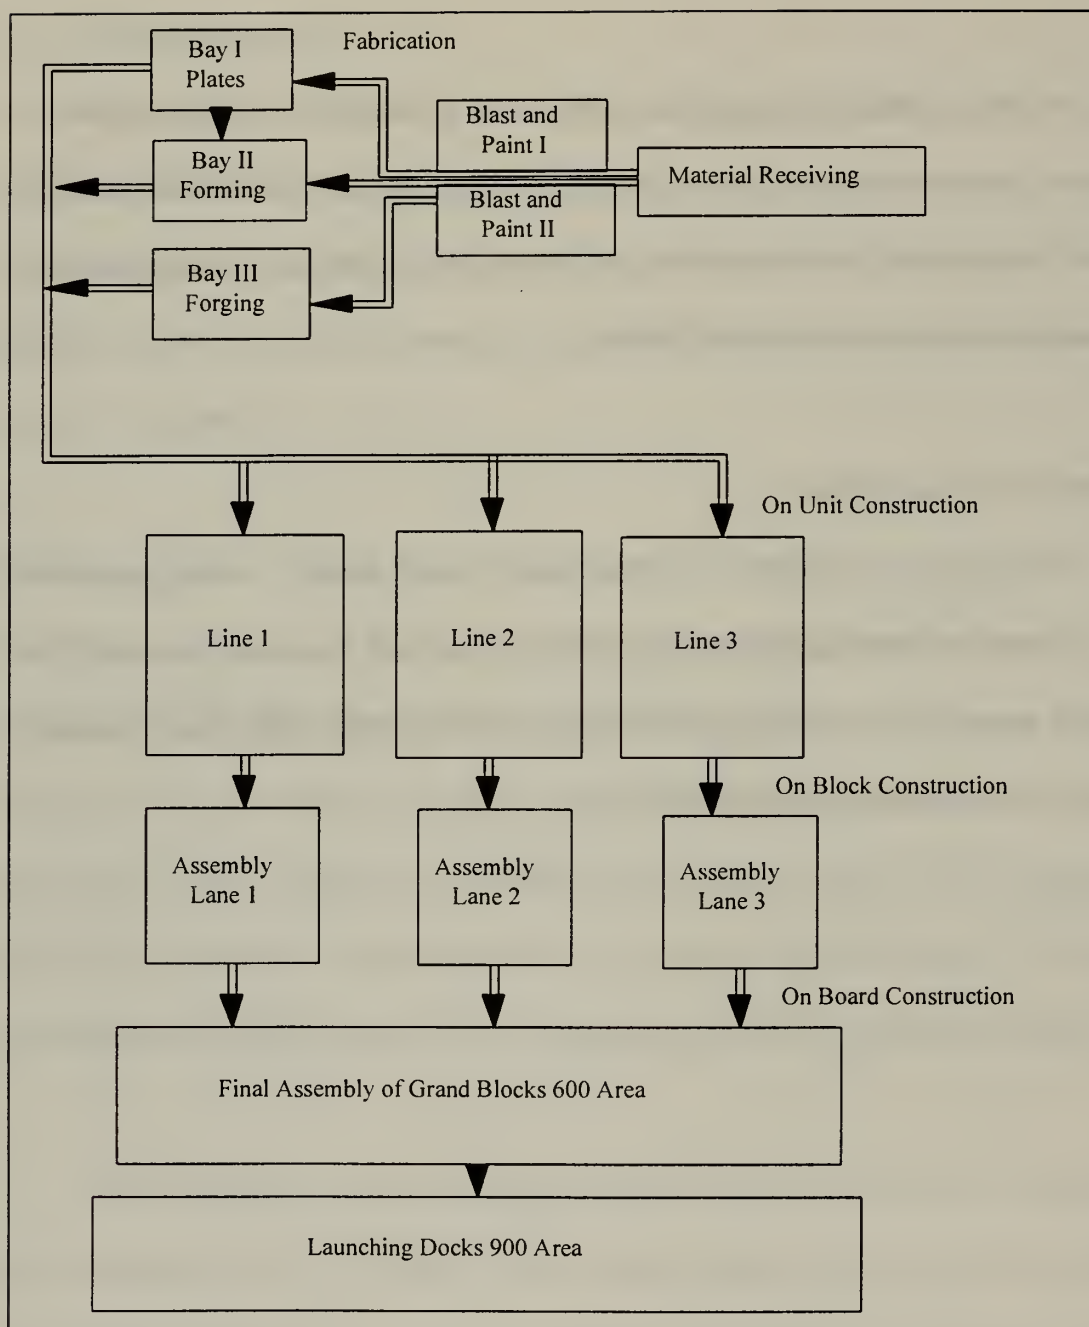 Fabrication
Bay I
Plates
Blast and
Paint I
Material Receiving
Bay II
Forming
Blast and
Paint II
Bay III
Forging
On Unit Construction
Line 1
Line 2
Line 3
On Block Construction
Assembly
Lane 1
Assembly
Lane 2
Assembly
Lane 3
On Board Construction
Final Assembly of Grand Blocks 600 Area
Launching Docks 900 Area